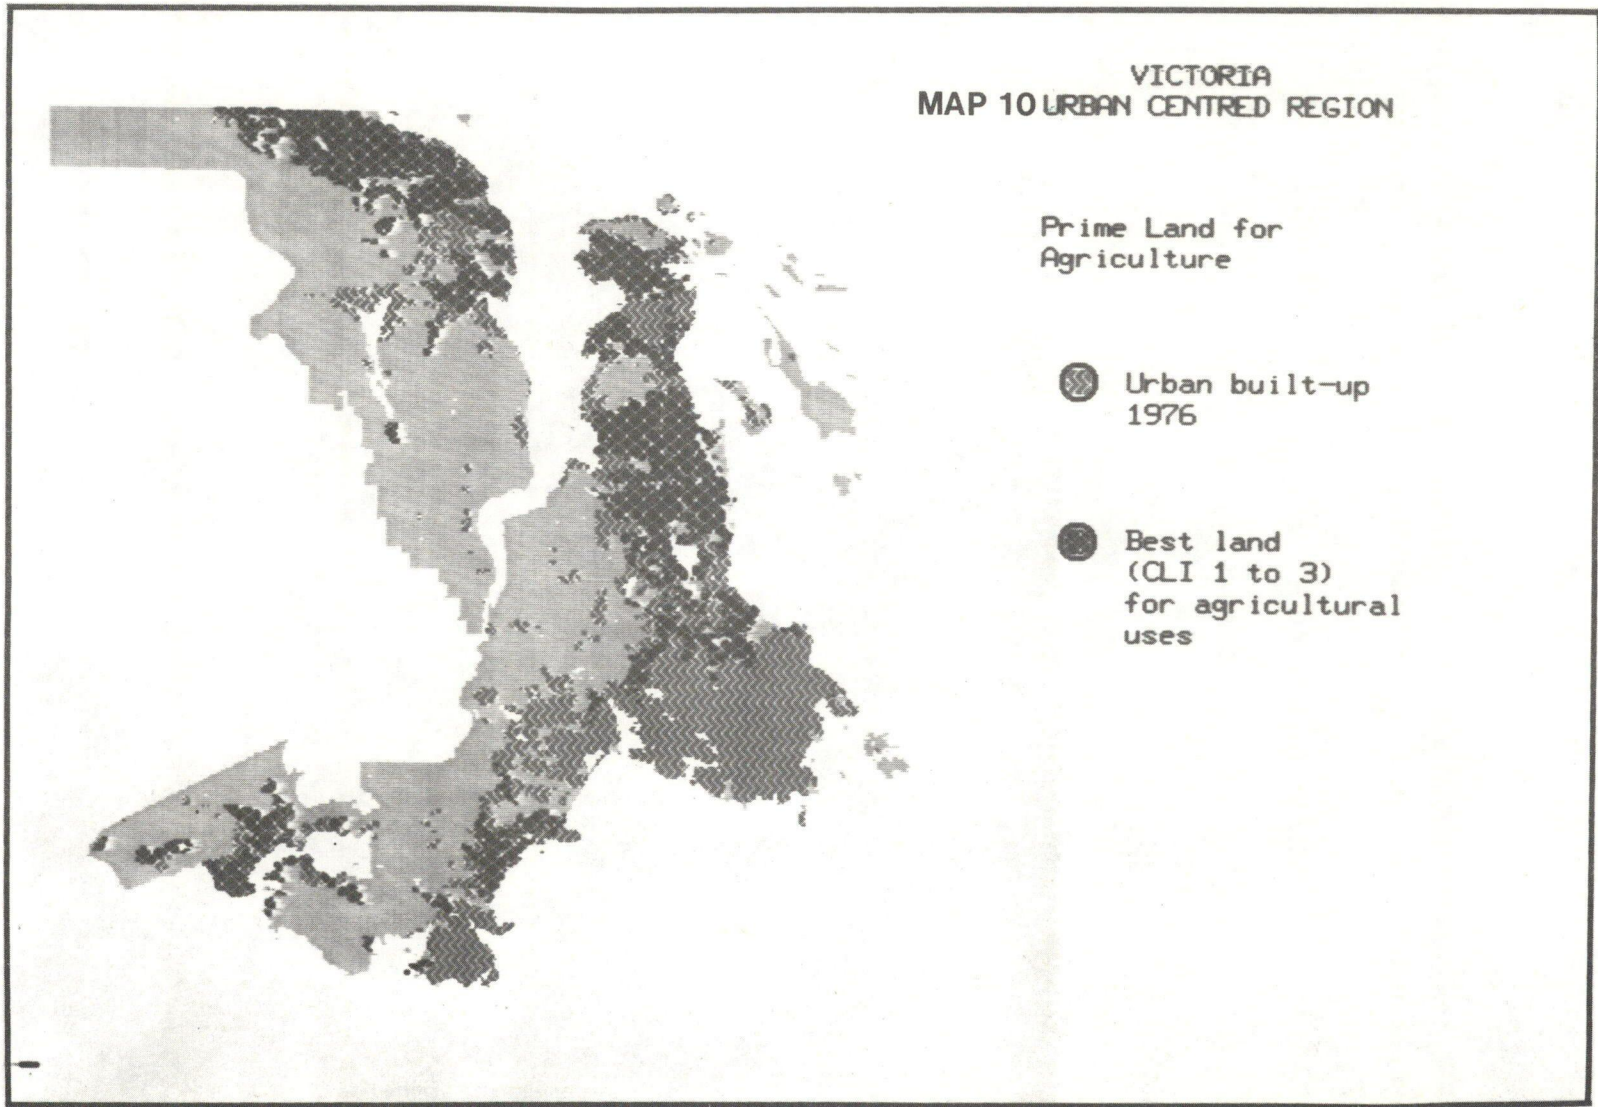 VICTORIA
MAP 10 URBAN CENTRED REGION
Prime Land for
Agriculture
Urban built-up
1976
Best land
(CLI 1 to 3)
for agricultural
uses